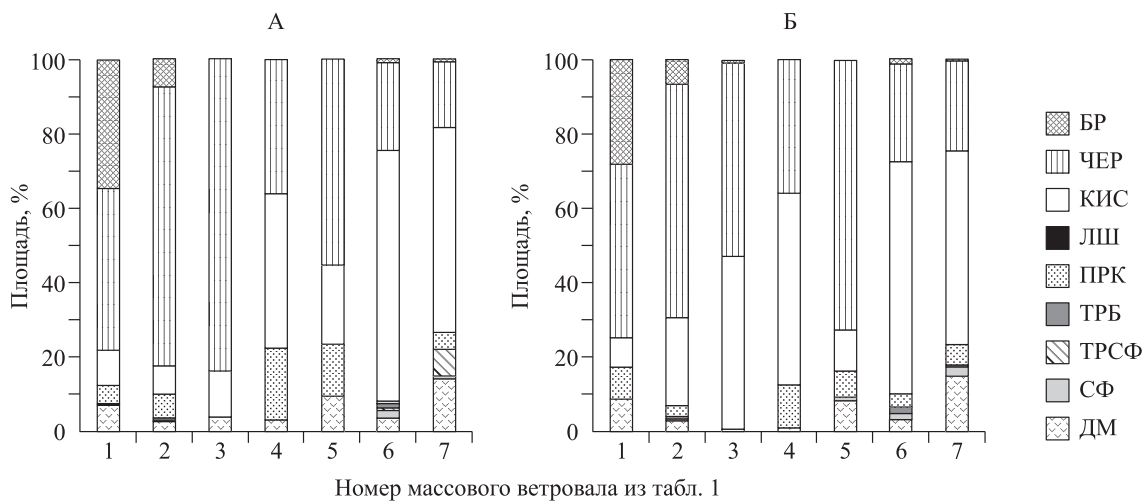 А
Б
Площадь, %
100
80
60
40
20
0
1 2 3 4 5 6 7
Площадь, %
100
80
60
40
20
0
1 2 3 4 5 6 7
БР
ЧЕР
КИС
ЛШ
ПРК
ТРБ
ТРСФ
СФ
ДМ
Номер массового ветровала из табл. 1